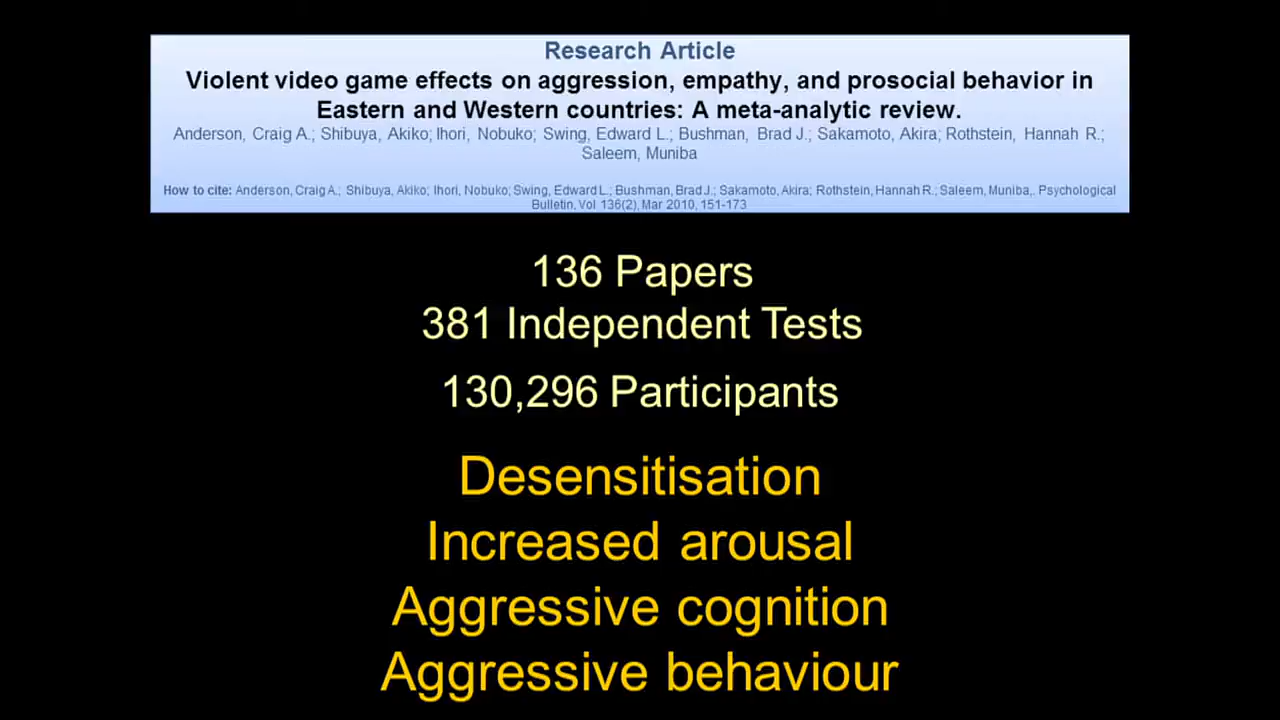 Research Article
Violent video game effects on aggression, empathy, and prosocial behavior in
Eastern and Western countries: A meta-analytic review.
Anderson, Craig A.; Shibuya, Akiko; Ihori, Nobuko; Swing, Edward L.; Bushman, Brad J.; Sakamoto, Akira; Rothstein, Hannah R.;
Saleem, Muniba
How to cite: Anderson, Craig A.; Shibuya, Akiko; Ihori, Nobuko; Swing, Edward L.; Bushman, Brad J.; Sakamoto, Akira; Rothstein, Hannah R.; Saleem, Muniba,. Psychological
Bulletin, Vol 136(2), Mar 2010, 151-173
136 Papers
381 Independent Tests
130,296 Participants
Desensitisation
Increased arousal
Aggressive cognition
Aggressive behaviour